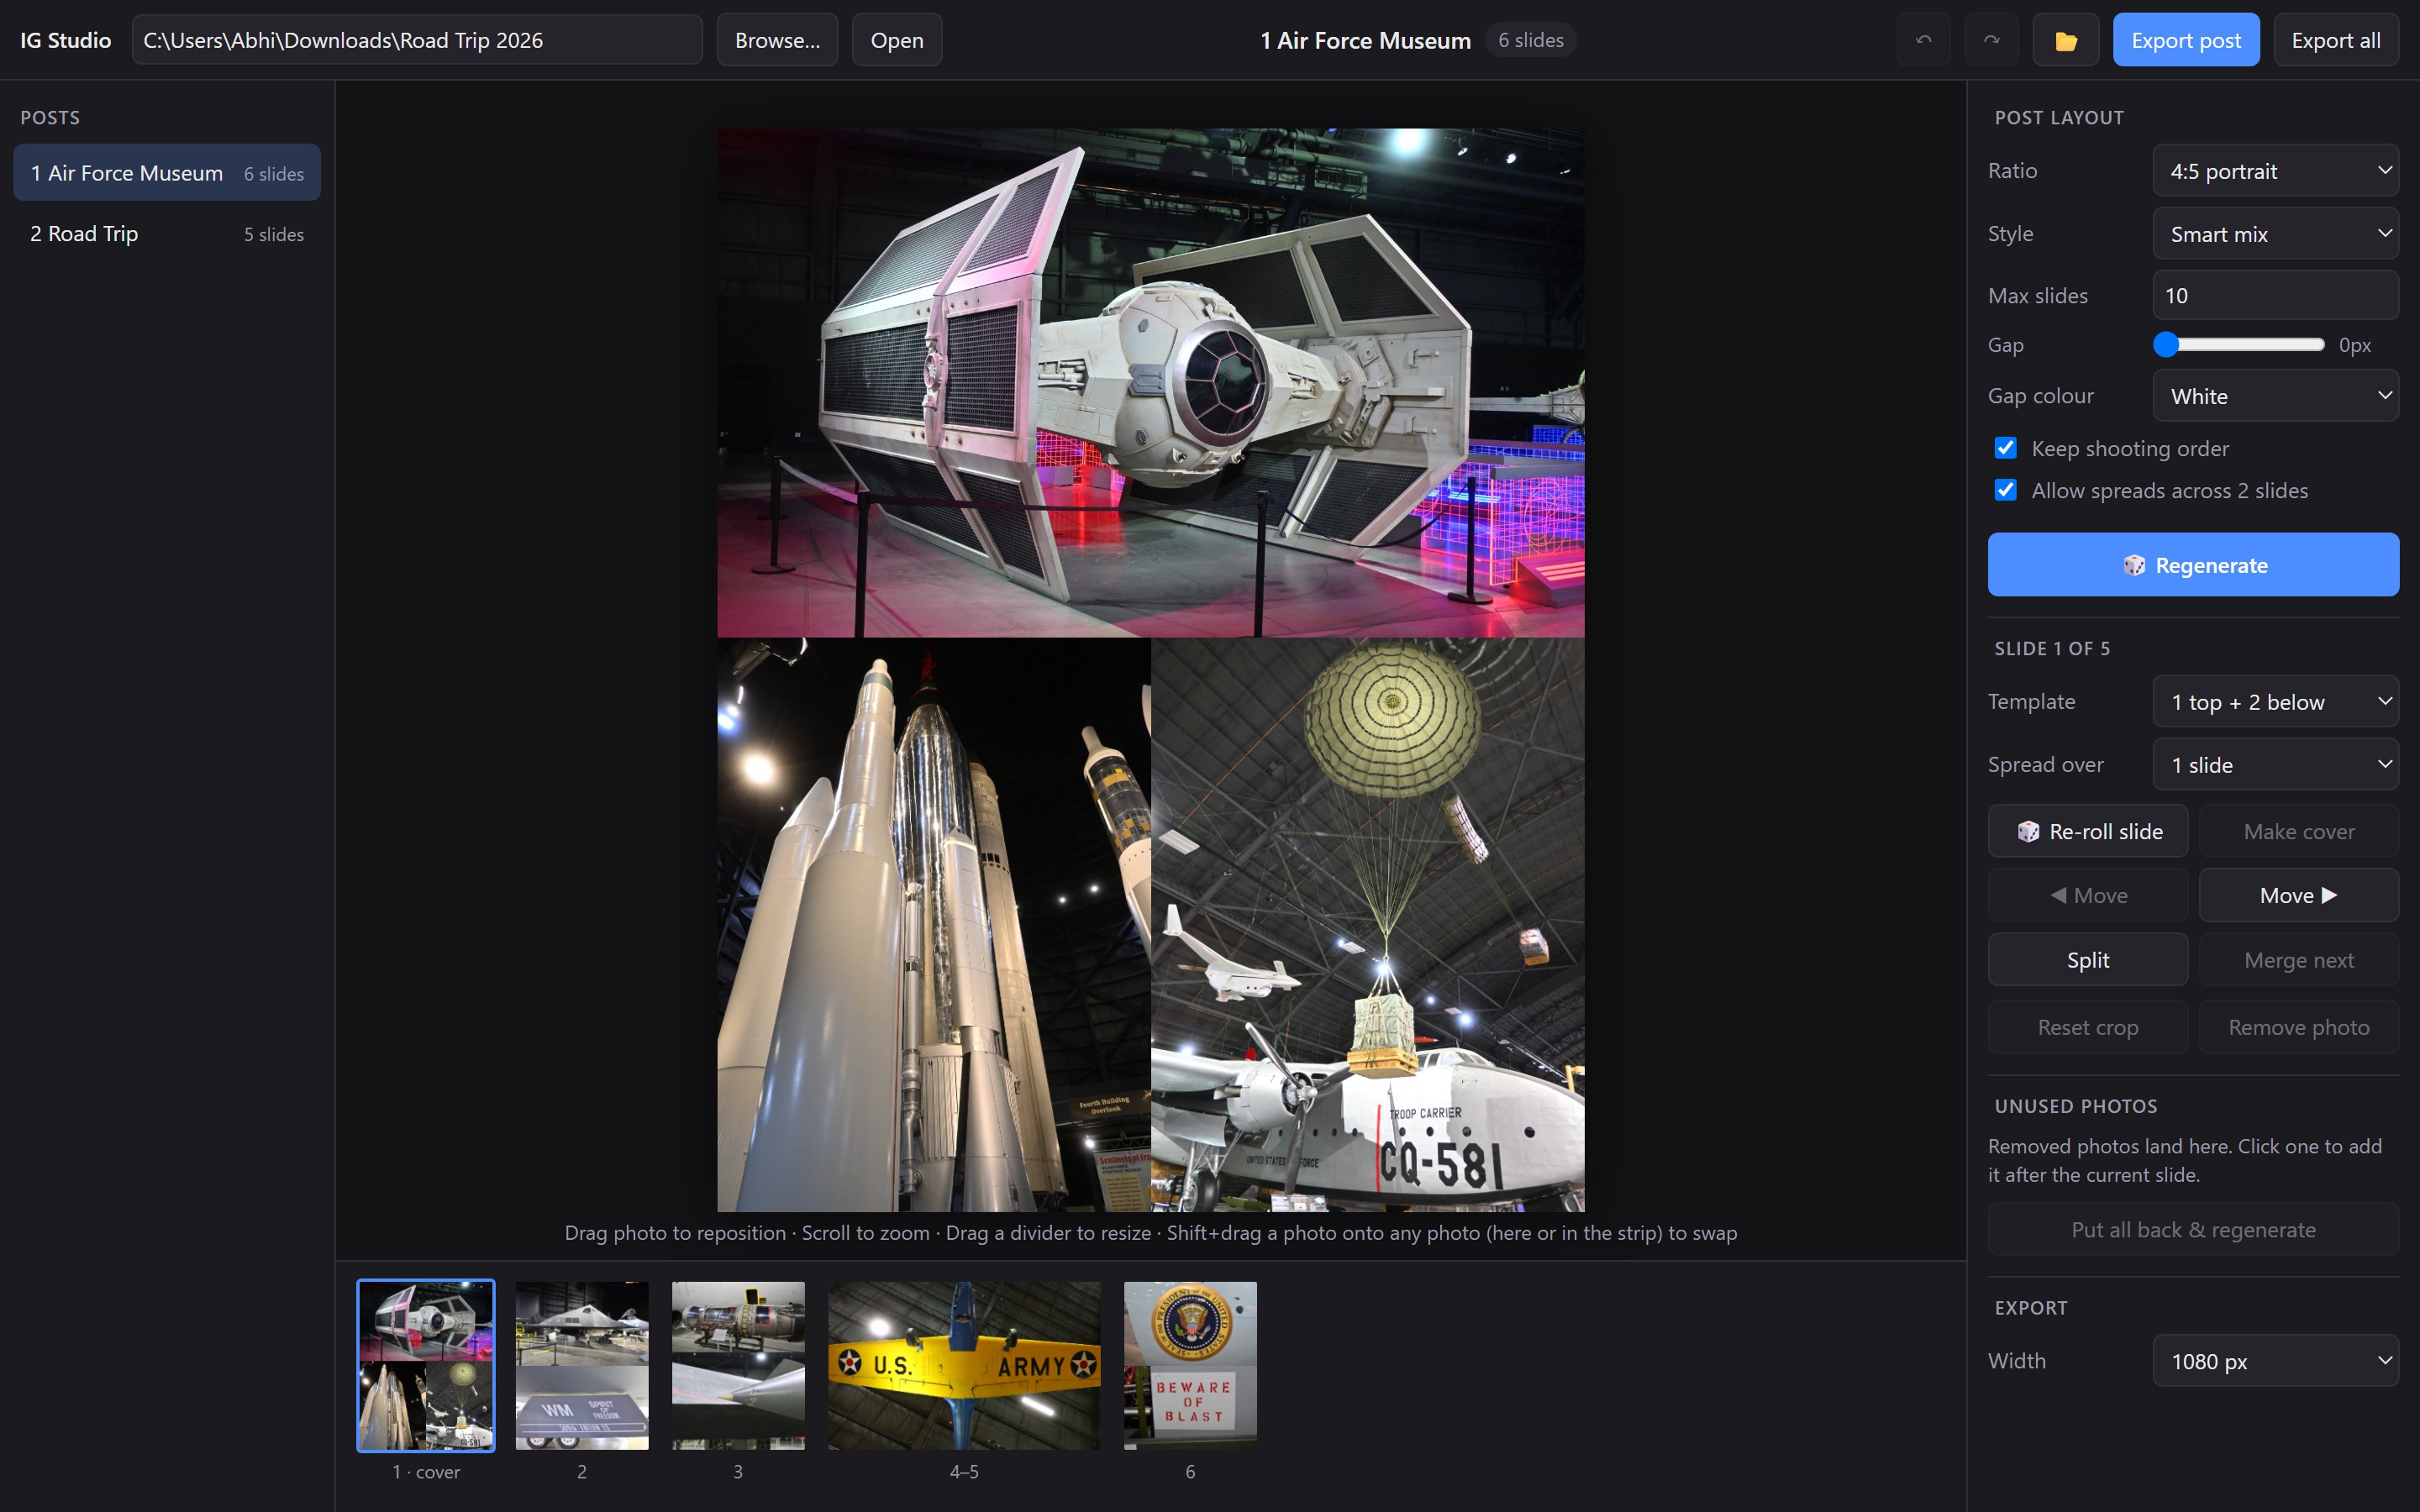 IG Studio
C:\Users\Abhi\Downloads\Road Trip 2026
Browse...
Open
1 Air Force Museum
6 slides
Export post
Export all
POSTS
1 Air Force Museum 6 slides
2 Road Trip 5 slides
Fourth Building
Overlook
TROOP CARRIER
CQ-581
Drag photo to reposition · Scroll to zoom · Drag a divider to resize · Shift+drag a photo onto any photo (here or in the strip) to swap
WM SPIRIT
OF
FREEDOM
U.S. ARMY
BEWARE
OF
BLAST
1 · cover
2
3
4–5
6
POST LAYOUT
Ratio 4:5 portrait
Style Smart mix
Max slides 10
Gap 0px
Gap colour White
Keep shooting order
Allow spreads across 2 slides
Regenerate
SLIDE 1 OF 5
Template 1 top + 2 below
Spread over 1 slide
Re-roll slide
Make cover
◀ Move
Move ▶
Split
Merge next
Reset crop
Remove photo
UNUSED PHOTOS
Removed photos land here. Click one to add
it after the current slide.
Put all back & regenerate
EXPORT
Width 1080 px